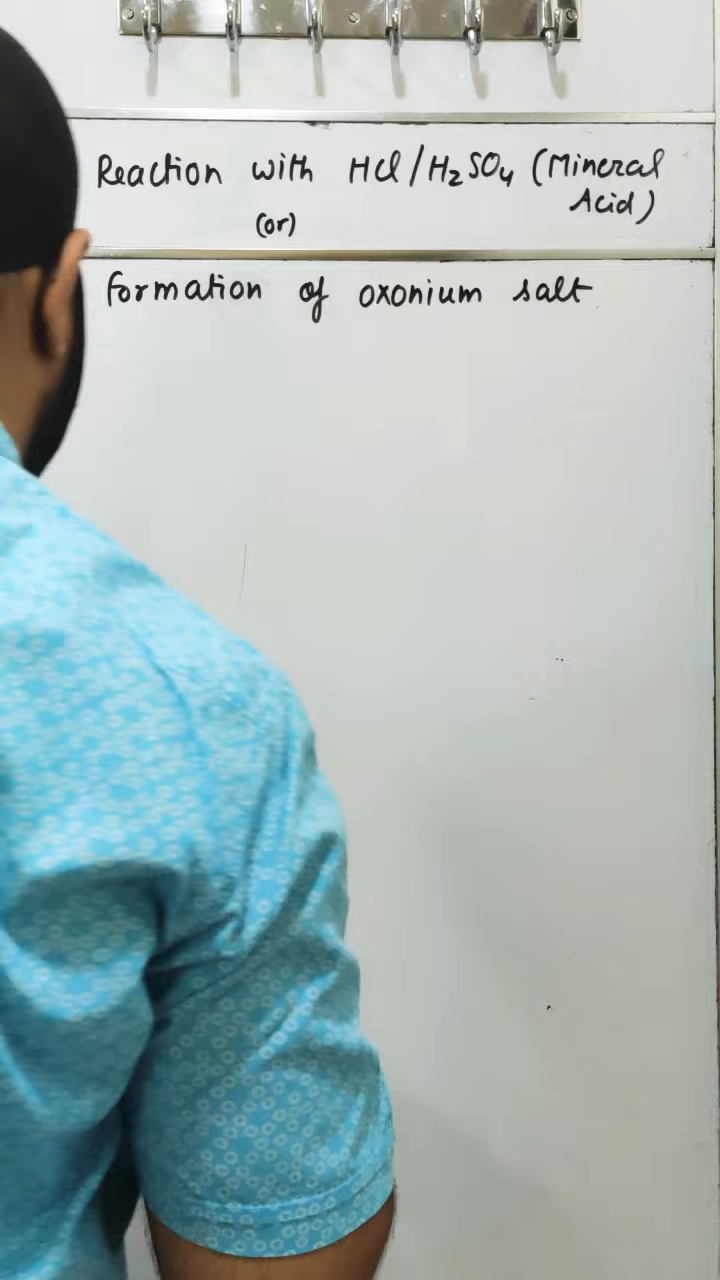 Reaction with HCl/H₂SO₄ (Mineral
Acid)
(or)
formation of oxonium salt